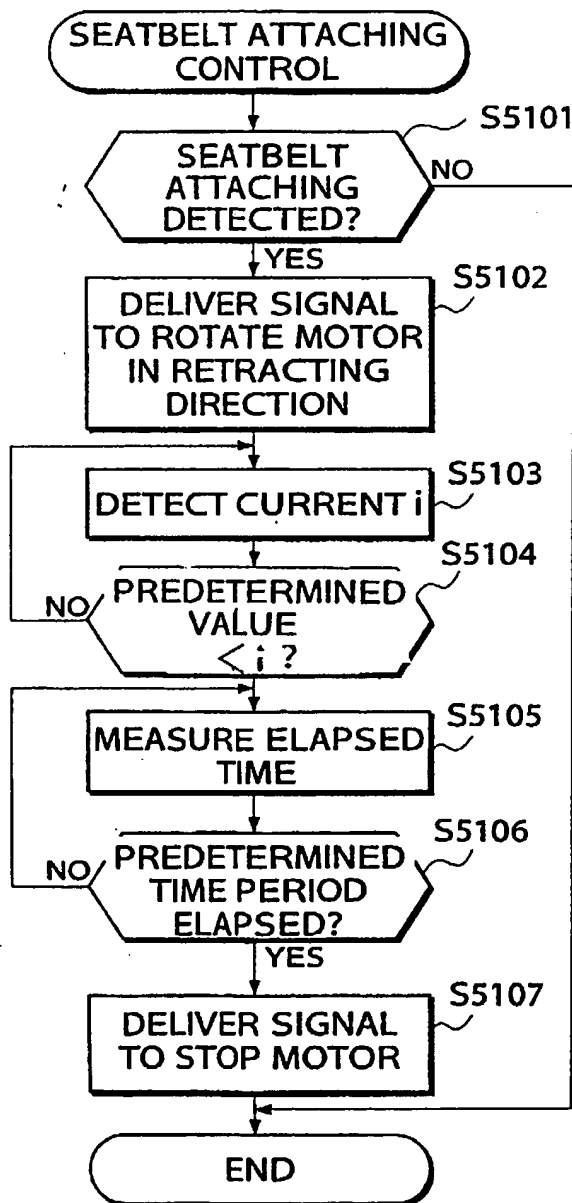 SEATBELT ATTACHING
CONTROL
S5101
SEATBELT
ATTACHING
DETECTED?
NO
YES
S5102
DELIVER SIGNAL
TO ROTATE MOTOR
IN RETRACTING
DIRECTION
S5103
DETECT CURRENT i
S5104
PREDETERMINED
VALUE
< i ?
NO
S5105
MEASURE ELAPSED
TIME
S5106
PREDETERMINED
TIME PERIOD
ELAPSED?
NO
YES
S5107
DELIVER SIGNAL
TO STOP MOTOR
END